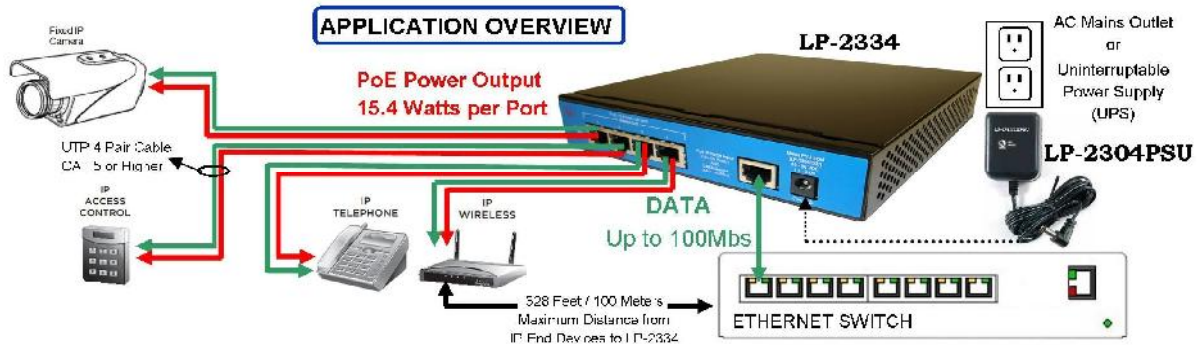 APPLICATION OVERVIEW
Fixed IP
Camera
PoE Power Output
15.4 Watts per Port
LP-2334
AC Mains Outlet
or
Uninterruptable
Power Supply
(UPS)
LP-2304PSU
UTP 4 Pair Cable
CAT 5 or Higher
IP
ACCESS
CONTROL
IP
TELEPHONE
IP
WIRELESS
DATA
Up to 100Mbs
328 Feet / 100 Meters
Maximum Distance from
IP End Devices to LP-2334
ETHERNET SWITCH